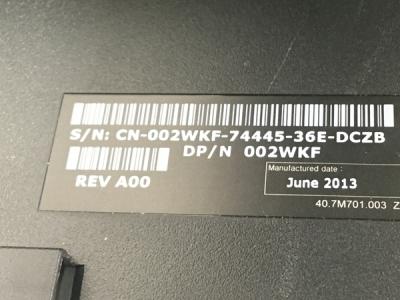 S/N: CN-002WKF-74445-36E-DCZB
DP/N 002WKF
REV A00
Manufactured date :
June 2013
40.7M701.003